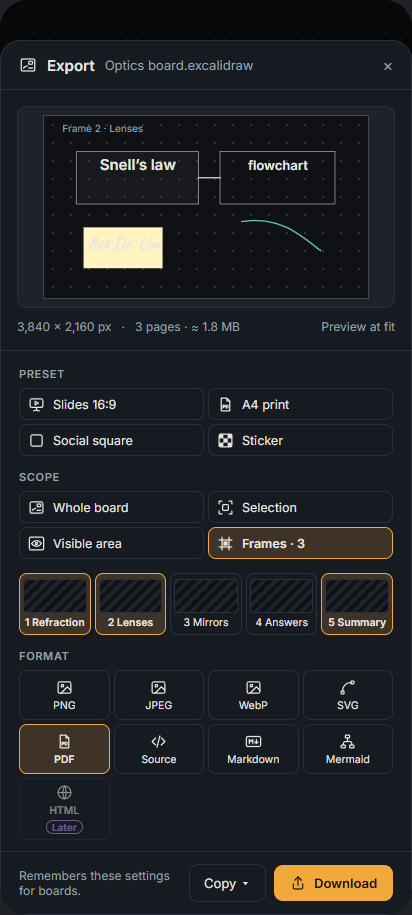 Export Optics board.excalidraw ×
Frame 2 · Lenses
Snell's law flowchart
Ask Dr. Lim
3,840 × 2,160 px · 3 pages · ≈ 1.8 MB Preview at fit
PRESET
Slides 16:9 A4 print
Social square Sticker
SCOPE
Whole board Selection
Visible area Frames · 3
1 Refraction 2 Lenses 3 Mirrors 4 Answers 5 Summary
FORMAT
PNG JPEG WebP SVG
PDF Source Markdown Mermaid
HTML
Later
Remembers these settings
for boards.
Copy Download